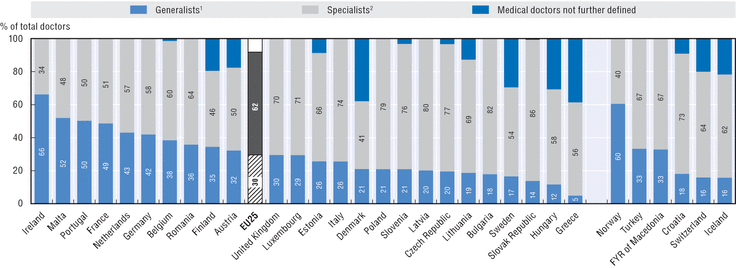 Generalists¹ Specialists² Medical doctors not further defined
% of total doctors
100
80
60
40
20
0
34 48 50 51 57 58 60 64 46 50 62 70 71 66 74 41 79 76 80 77 69 82 54 86 58 56 40 67 67 73 64 62
66 52 50 49 43 42 38 36 35 32 30 30 29 26 26 21 21 21 20 20 19 18 17 14 12 5 60 33 33 18 16 16
Ireland
Malta
Portugal
France
Netherlands
Germany
Belgium
Romania
Finland
Austria
EU25
United Kingdom
Luxembourg
Estonia
Italy
Denmark
Poland
Slovenia
Latvia
Czech Republic
Lithuania
Bulgaria
Sweden
Slovak Republic
Hungary
Greece
Norway
Turkey
FYR of Macedonia
Croatia
Switzerland
Iceland